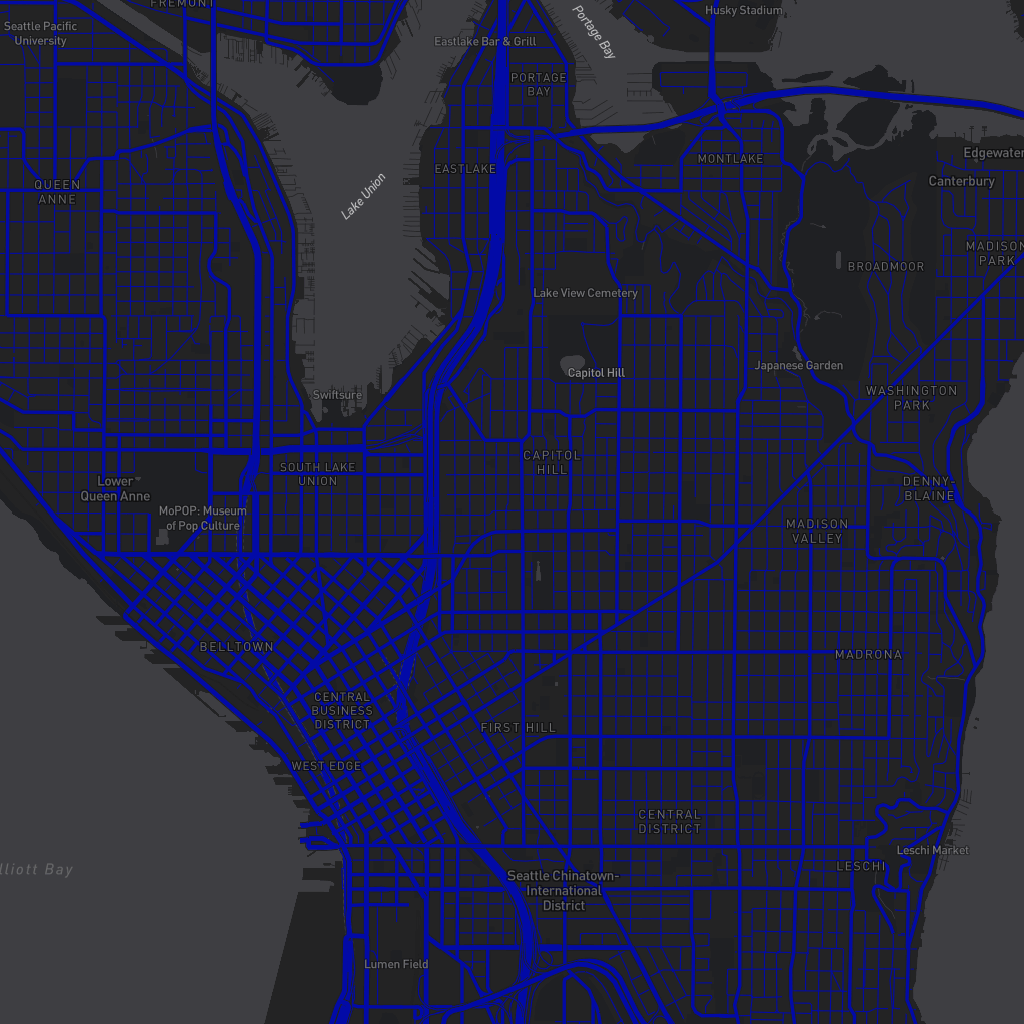 FREMONT
Husky Stadium
Seattle Pacific
University
Portage Bay
Eastlake Bar & Grill
PORTAGE
BAY
Edgewater
MONTLAKE
EASTLAKE
Canterbury
QUEEN
ANNE
Lake Union
MADISON
PARK
BROADMOOR
Lake View Cemetery
Japanese Garden
Capitol Hill
Swiftsure
WASHINGTON
PARK
CAPITOL
HILL
SOUTH LAKE
UNION
Lower
Queen Anne
DENNY-
BLAINE
MoPOP: Museum
of Pop Culture
MADISON
VALLEY
BELLTOWN
MADRONA
CENTRAL
BUSINESS
DISTRICT
FIRST HILL
WEST EDGE
CENTRAL
DISTRICT
Leschi Market
LESCHI
lliott Bay
Seattle Chinatown-
International
District
Lumen Field